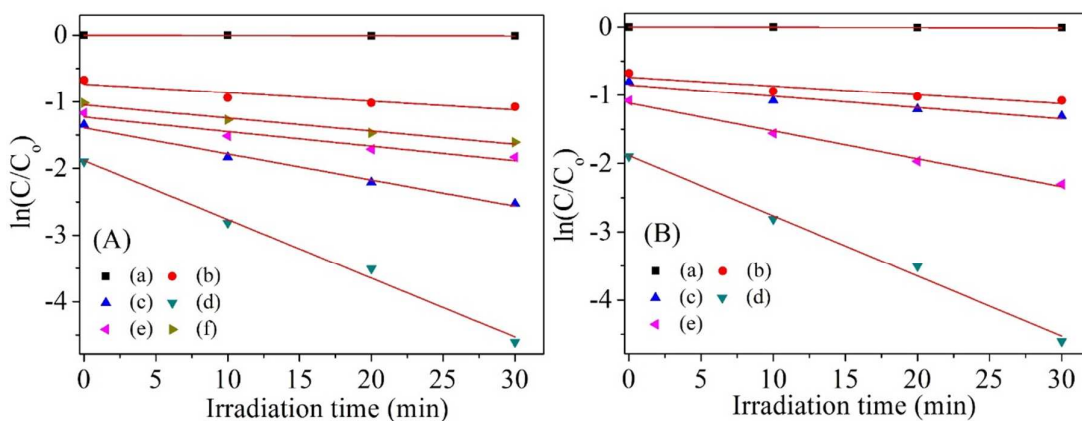 0
-1
-2
-3
-4
ln(C/Cₒ)
(A)
(a) (b)
(c) (d)
(e) (f)
0 5 10 15 20 25 30
Irradiation time (min)
0
-1
-2
-3
-4
ln(C/Cₒ)
(B)
(a) (b)
(c) (d)
(e)
0 5 10 15 20 25 30
Irradiation time (min)